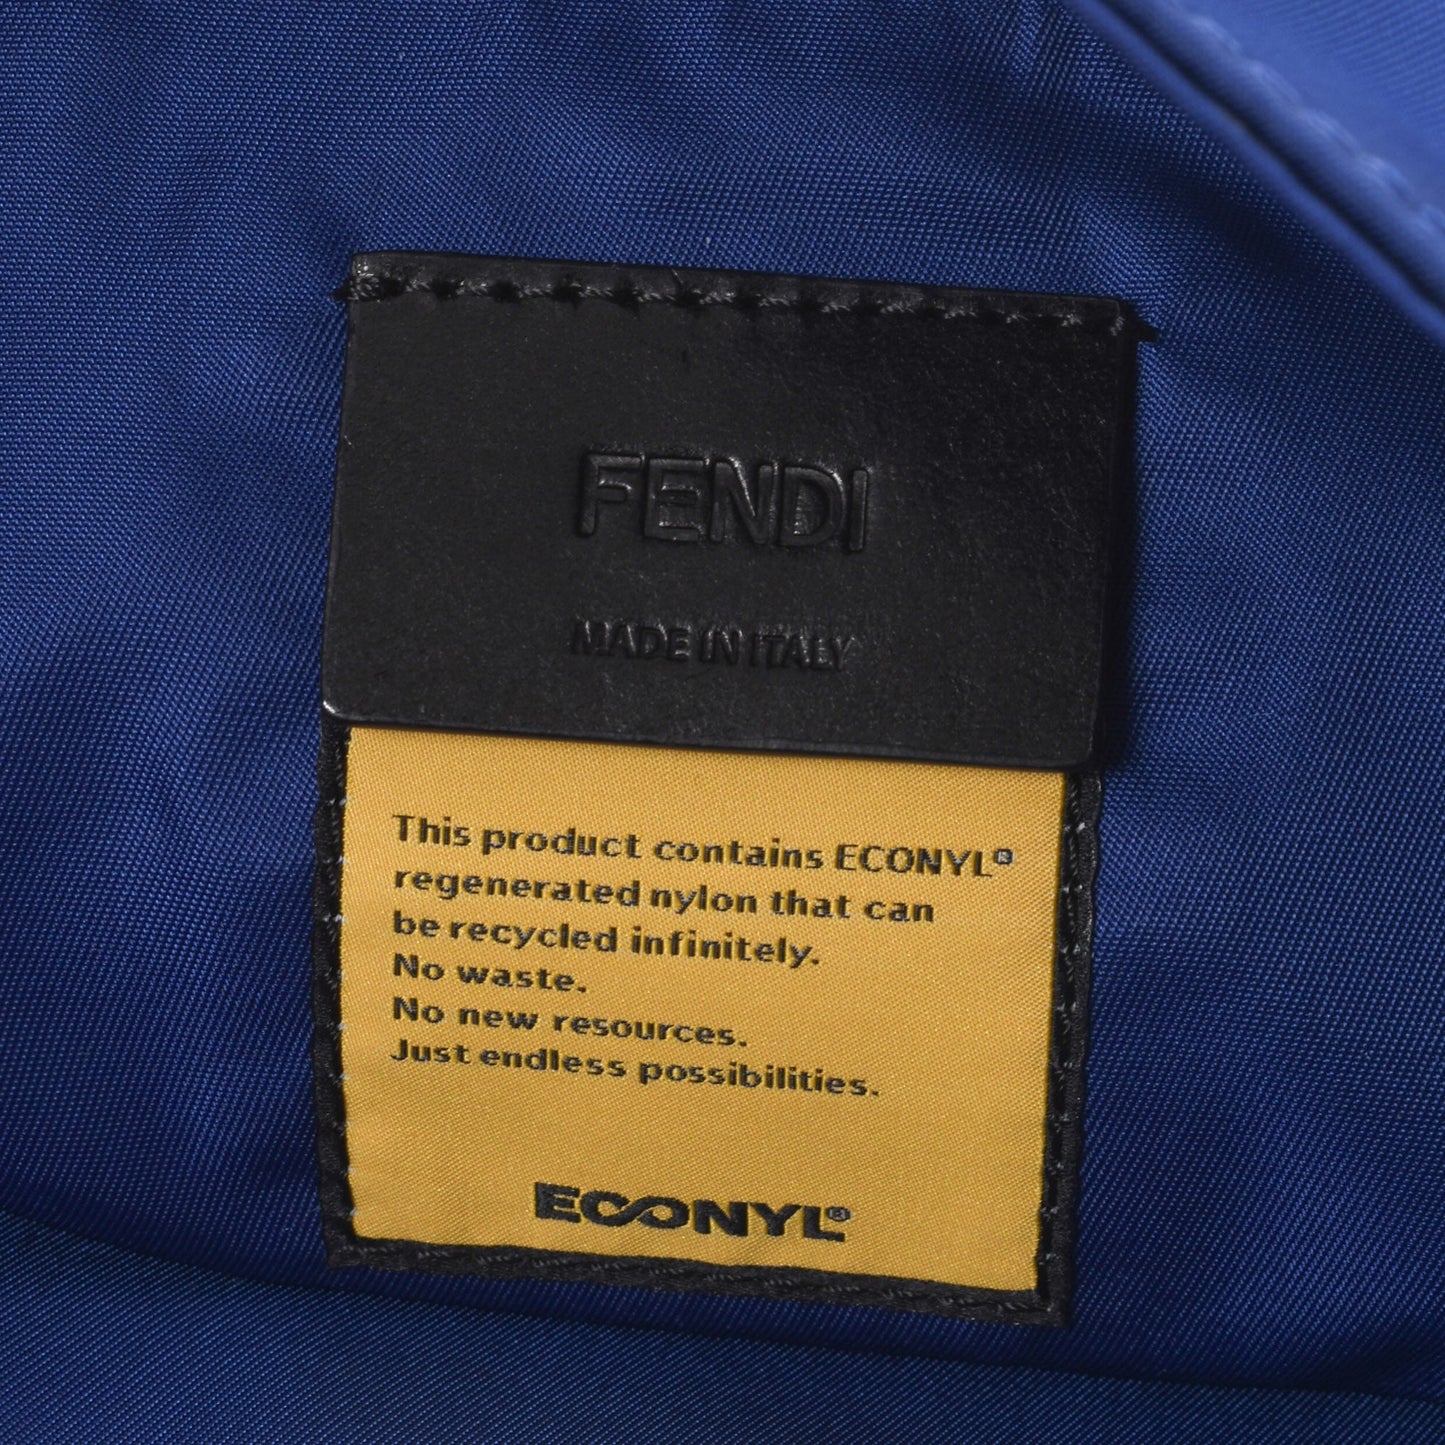 FENDI
MADE IN ITALY
This product contains ECONYL®
regenerated nylon that can
be recycled infinitely.
No waste.
No new resources.
Just endless possibilities.
ECONYL®